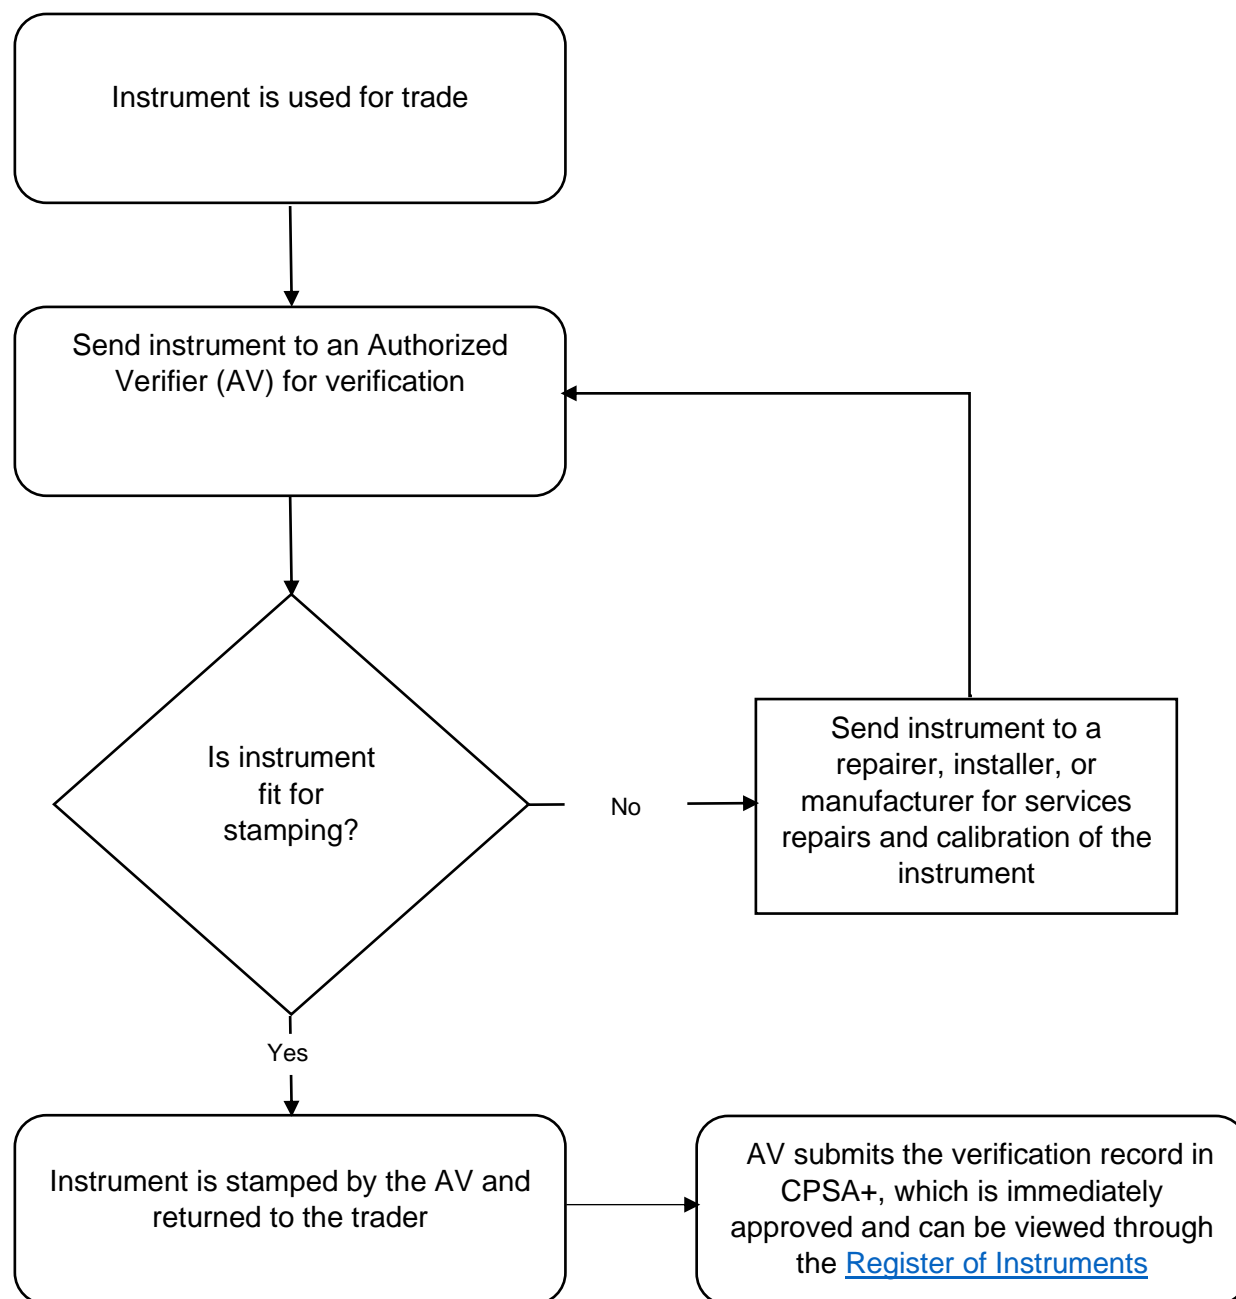 Instrument is used for trade
Send instrument to an Authorized
Verifier (AV) for verification
Is instrument
fit for
stamping?
No
Send instrument to a
repairer, installer, or
manufacturer for services
repairs and calibration of the
instrument
Yes
Instrument is stamped by the AV and
returned to the trader
AV submits the verification record in
CPSA+, which is immediately
approved and can be viewed through
the Register of Instruments